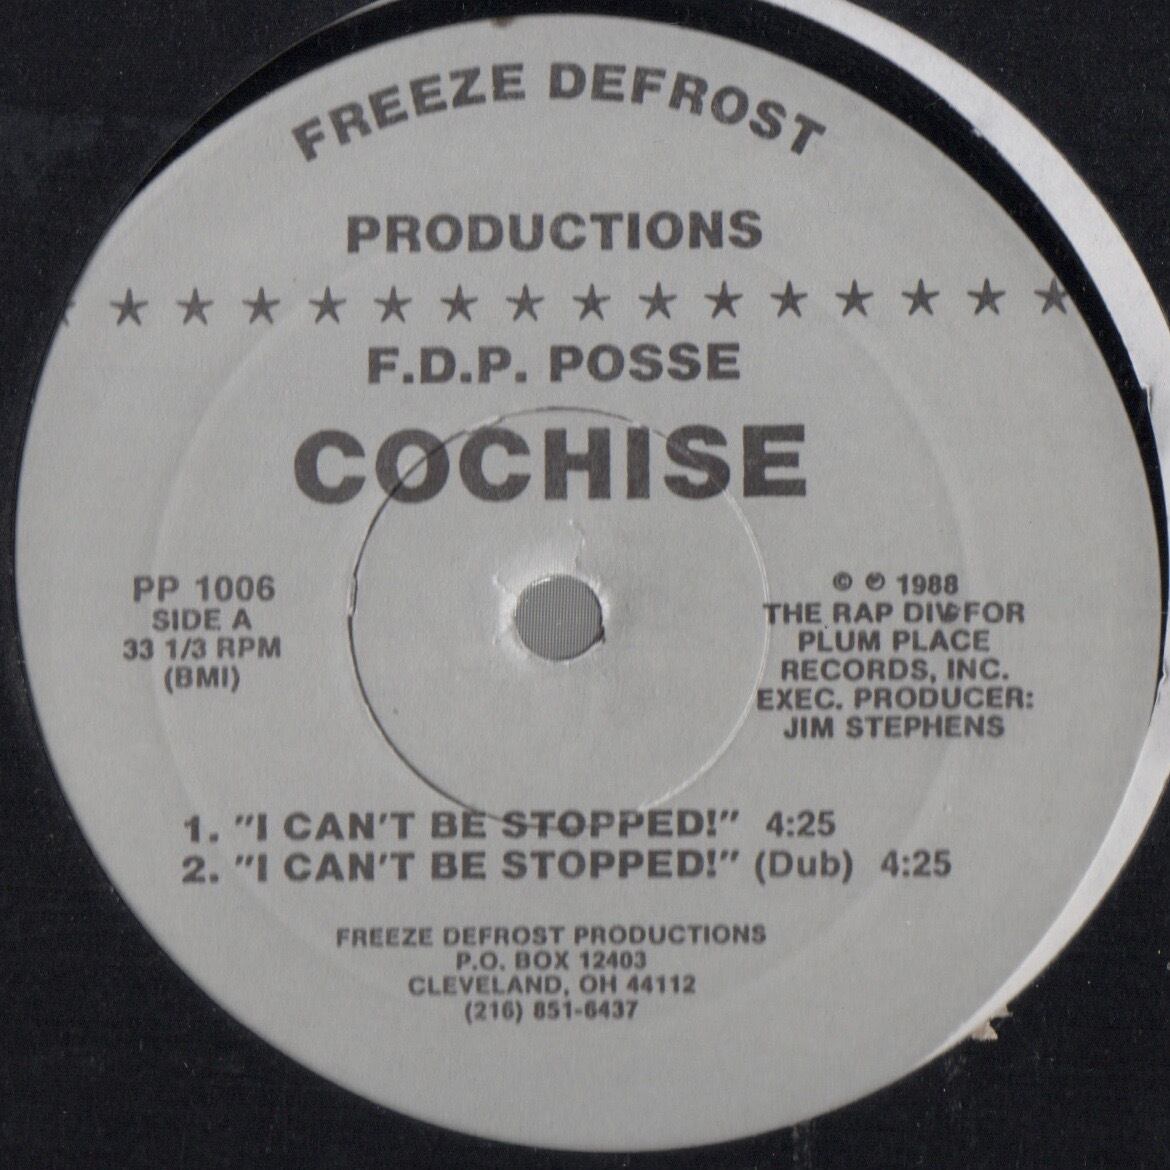 FREEZE DEFROST
PRODUCTIONS
F.D.P. POSSE
COCHISE
PP 1006
SIDE A
33 1/3 RPM
(BMI)
© ℗ 1988
THE RAP DIV FOR
PLUM PLACE
RECORDS, INC.
EXEC. PRODUCER:
JIM STEPHENS
1. "I CAN'T BE STOPPED!" 4:25
2. "I CAN'T BE STOPPED!" (Dub) 4:25
FREEZE DEFROST PRODUCTIONS
P.O. BOX 12403
CLEVELAND, OH 44112
(216) 851-6437